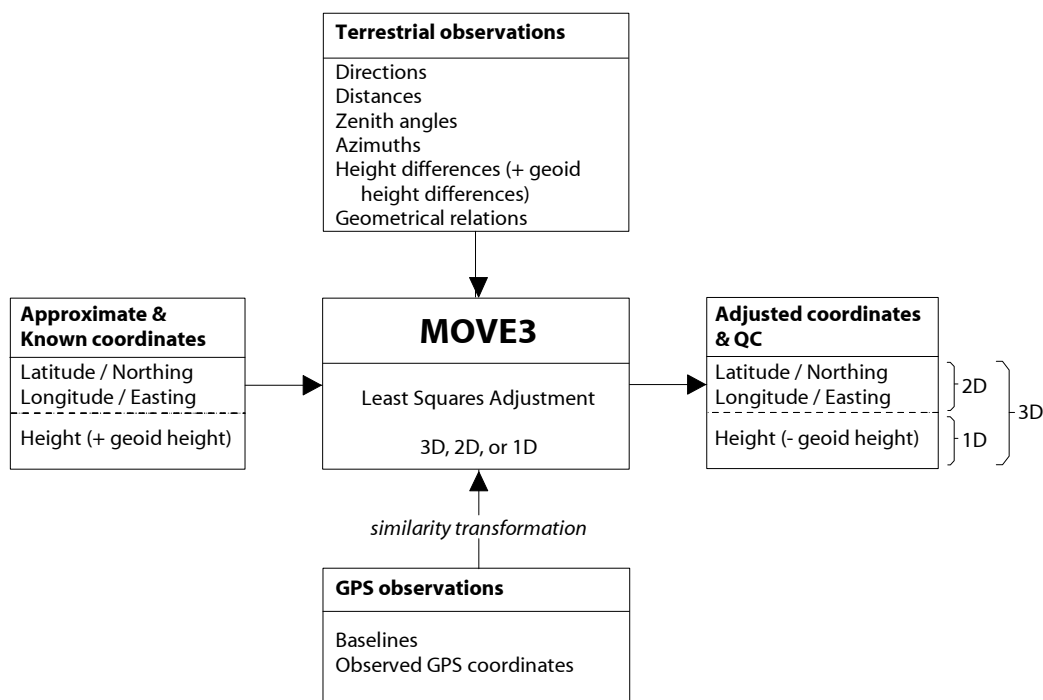 Terrestrial observations
Directions
Distances
Zenith angles
Azimuths
Height differences (+ geoid
height differences)
Geometrical relations
Approximate &
Known coordinates
Latitude / Northing
Longitude / Easting
Height (+ geoid height)
MOVE3
Least Squares Adjustment
3D, 2D, or 1D
Adjusted coordinates
& QC
Latitude / Northing
Longitude / Easting
Height (- geoid height)
2D
1D
3D
similarity transformation
GPS observations
Baselines
Observed GPS coordinates